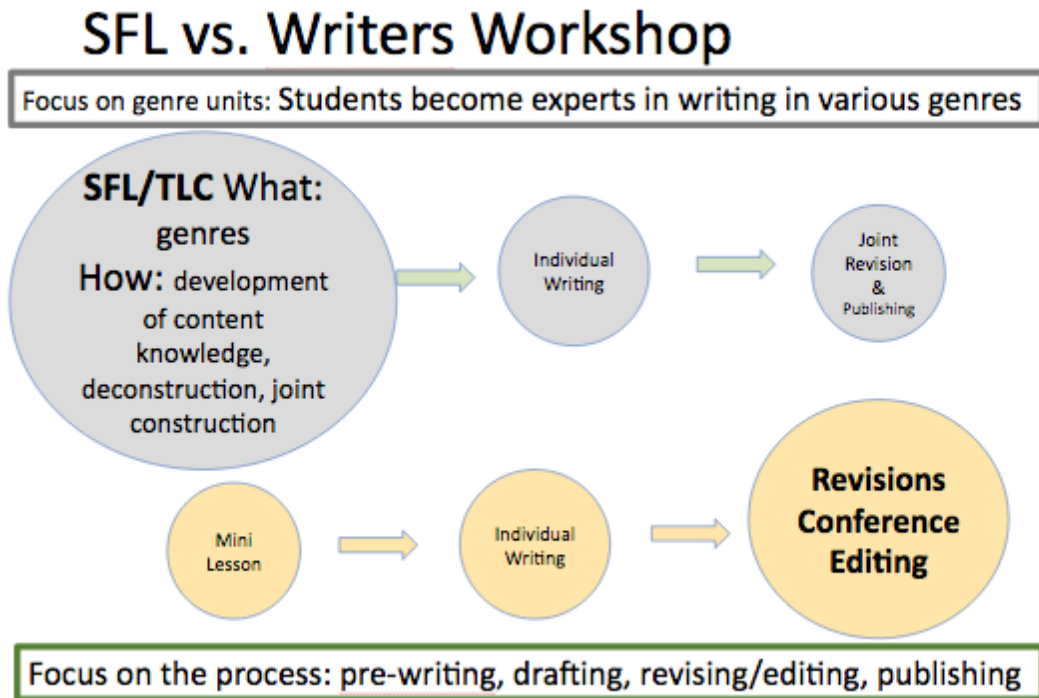 SFL vs. Writers Workshop
Focus on genre units: Students become experts in writing in various genres
SFL/TLC What:
genres
How: development
of content
knowledge,
deconstruction, joint
construction
Individual
Writing
Joint
Revision
&
Publishing
Mini
Lesson
Individual
Writing
Revisions
Conference
Editing
Focus on the process: pre-writing, drafting, revising/editing, publishing